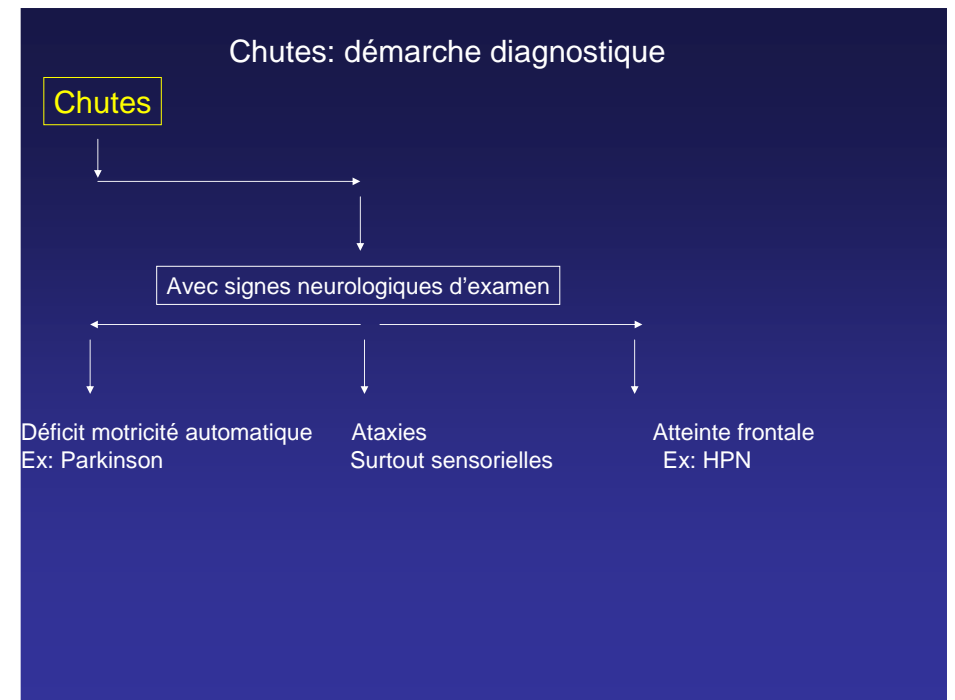 Chutes: démarche diagnostique
Chutes
Avec signes neurologiques d’examen
Déficit motricité automatique
Ex: Parkinson
Ataxies
Surtout sensorielles
Atteinte frontale
Ex: HPN